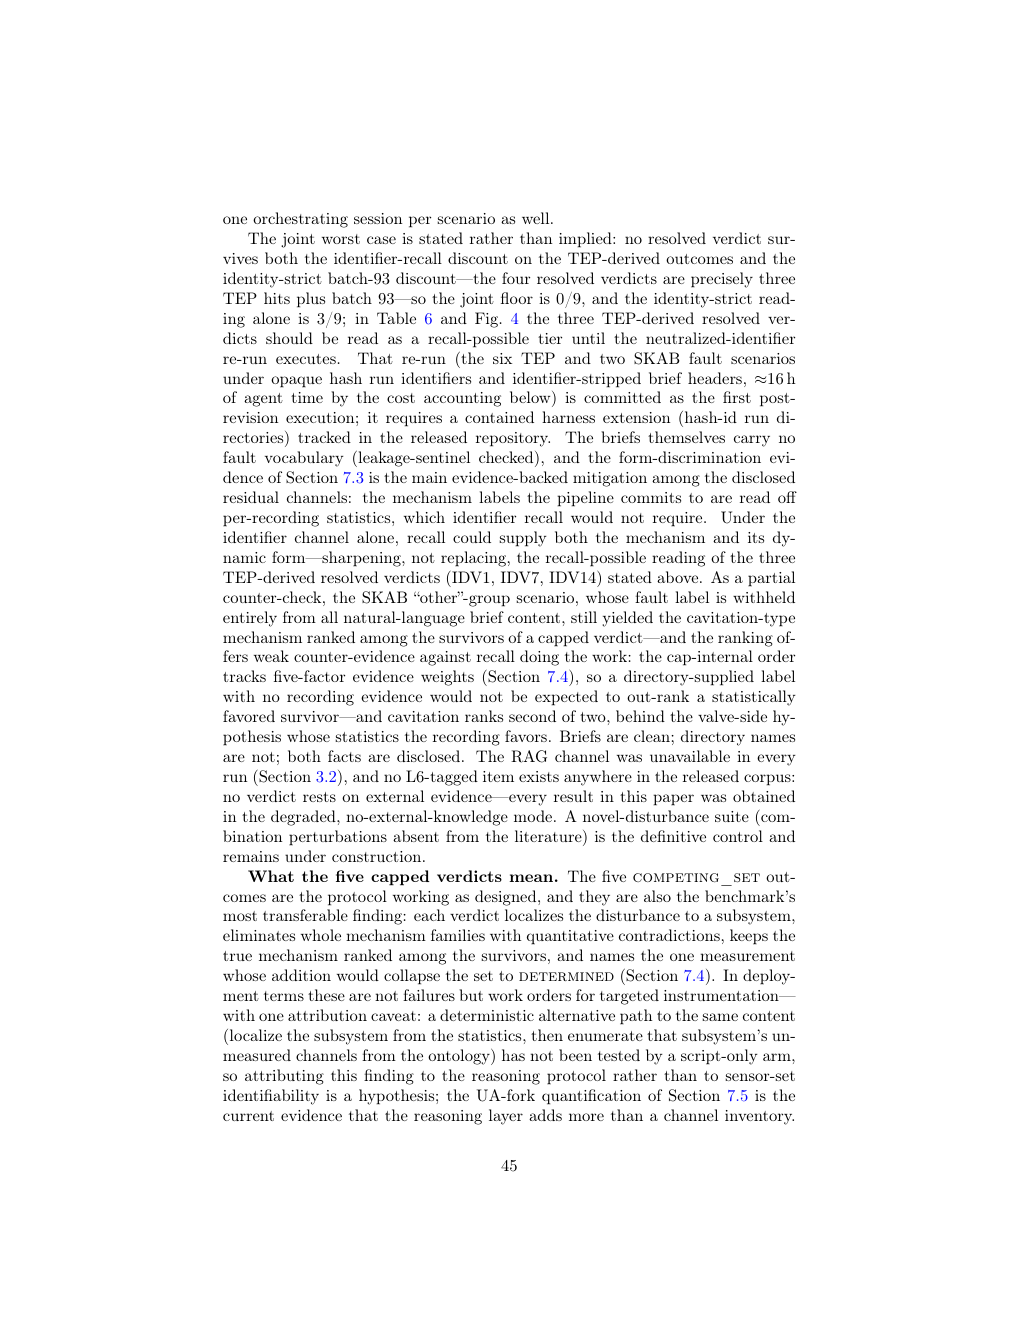 one orchestrating session per scenario as well.
The joint worst case is stated rather than implied: no resolved verdict sur-
vives both the identifier-recall discount on the TEP-derived outcomes and the
identity-strict batch-93 discount—the four resolved verdicts are precisely three
TEP hits plus batch 93—so the joint floor is 0/9, and the identity-strict read-
ing alone is 3/9; in Table 6 and Fig. 4 the three TEP-derived resolved ver-
dicts should be read as a recall-possible tier until the neutralized-identifier
re-run executes. That re-run (the six TEP and two SKAB fault scenarios
under opaque hash run identifiers and identifier-stripped brief headers, ≈16 h
of agent time by the cost accounting below) is committed as the first post-
revision execution; it requires a contained harness extension (hash-id run di-
rectories) tracked in the released repository. The briefs themselves carry no
fault vocabulary (leakage-sentinel checked), and the form-discrimination evi-
dence of Section 7.3 is the main evidence-backed mitigation among the disclosed
residual channels: the mechanism labels the pipeline commits to are read off
per-recording statistics, which identifier recall would not require. Under the
identifier channel alone, recall could supply both the mechanism and its dy-
namic form—sharpening, not replacing, the recall-possible reading of the three
TEP-derived resolved verdicts (IDV1, IDV7, IDV14) stated above. As a partial
counter-check, the SKAB “other”-group scenario, whose fault label is withheld
entirely from all natural-language brief content, still yielded the cavitation-type
mechanism ranked among the survivors of a capped verdict—and the ranking of-
fers weak counter-evidence against recall doing the work: the cap-internal order
tracks five-factor evidence weights (Section 7.4), so a directory-supplied label
with no recording evidence would not be expected to out-rank a statistically
favored survivor—and cavitation ranks second of two, behind the valve-side hy-
pothesis whose statistics the recording favors. Briefs are clean; directory names
are not; both facts are disclosed. The RAG channel was unavailable in every
run (Section 3.2), and no L6-tagged item exists anywhere in the released corpus:
no verdict rests on external evidence—every result in this paper was obtained
in the degraded, no-external-knowledge mode. A novel-disturbance suite (com-
bination perturbations absent from the literature) is the definitive control and
remains under construction.
What the five capped verdicts mean. The five COMPETING_SET out-
comes are the protocol working as designed, and they are also the benchmark's
most transferable finding: each verdict localizes the disturbance to a subsystem,
eliminates whole mechanism families with quantitative contradictions, keeps the
true mechanism ranked among the survivors, and names the one measurement
whose addition would collapse the set to DETERMINED (Section 7.4). In deploy-
ment terms these are not failures but work orders for targeted instrumentation—
with one attribution caveat: a deterministic alternative path to the same content
(localize the subsystem from the statistics, then enumerate that subsystem's un-
measured channels from the ontology) has not been tested by a script-only arm,
so attributing this finding to the reasoning protocol rather than to sensor-set
identifiability is a hypothesis; the UA-fork quantification of Section 7.5 is the
current evidence that the reasoning layer adds more than a channel inventory.
45